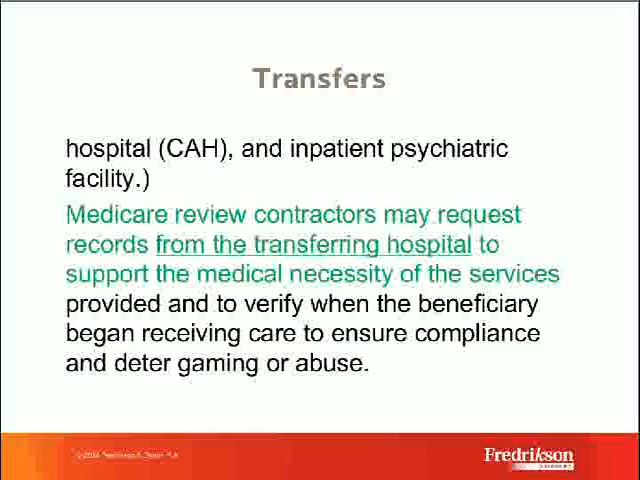 Transfers
hospital (CAH), and inpatient psychiatric
facility.)
Medicare review contractors may request
records from the transferring hospital to
support the medical necessity of the services
provided and to verify when the beneficiary
began receiving care to ensure compliance
and deter gaming or abuse.
Fredrikson